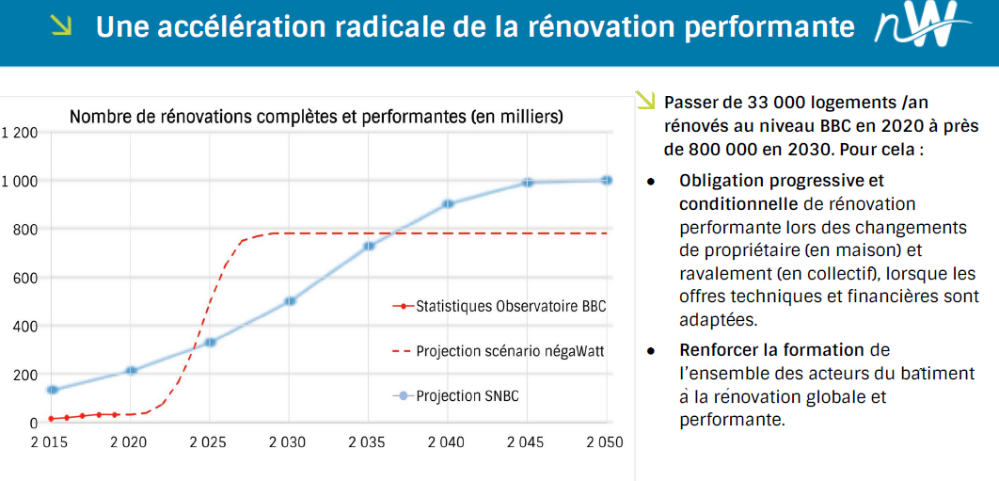 Une accélération radicale de la rénovation performante
nW
Nombre de rénovations complètes et performantes (en milliers)
1 200
1 000
800
600
400
200
0
2 015 2 020 2 025 2 030 2 035 2 040 2 045 2 050
Statistiques Observatoire BBC
Projection scénario négaWatt
Projection SNBC
Passer de 33 000 logements /an
rénovés au niveau BBC en 2020 à près
de 800 000 en 2030. Pour cela :
● Obligation progressive et
conditionnelle de rénovation
performante lors des changements
de propriétaire (en maison) et
ravalement (en collectif), lorsque les
offres techniques et financières sont
adaptées.
● Renforcer la formation de
l'ensemble des acteurs du bâtiment
à la rénovation globale et
performante.